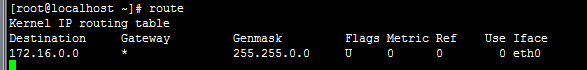 [root@localhost ~]# route
Kernel IP routing table
Destination     Gateway         Genmask         Flags Metric Ref    Use Iface
172.16.0.0      *               255.255.0.0     U     0      0        0 eth0